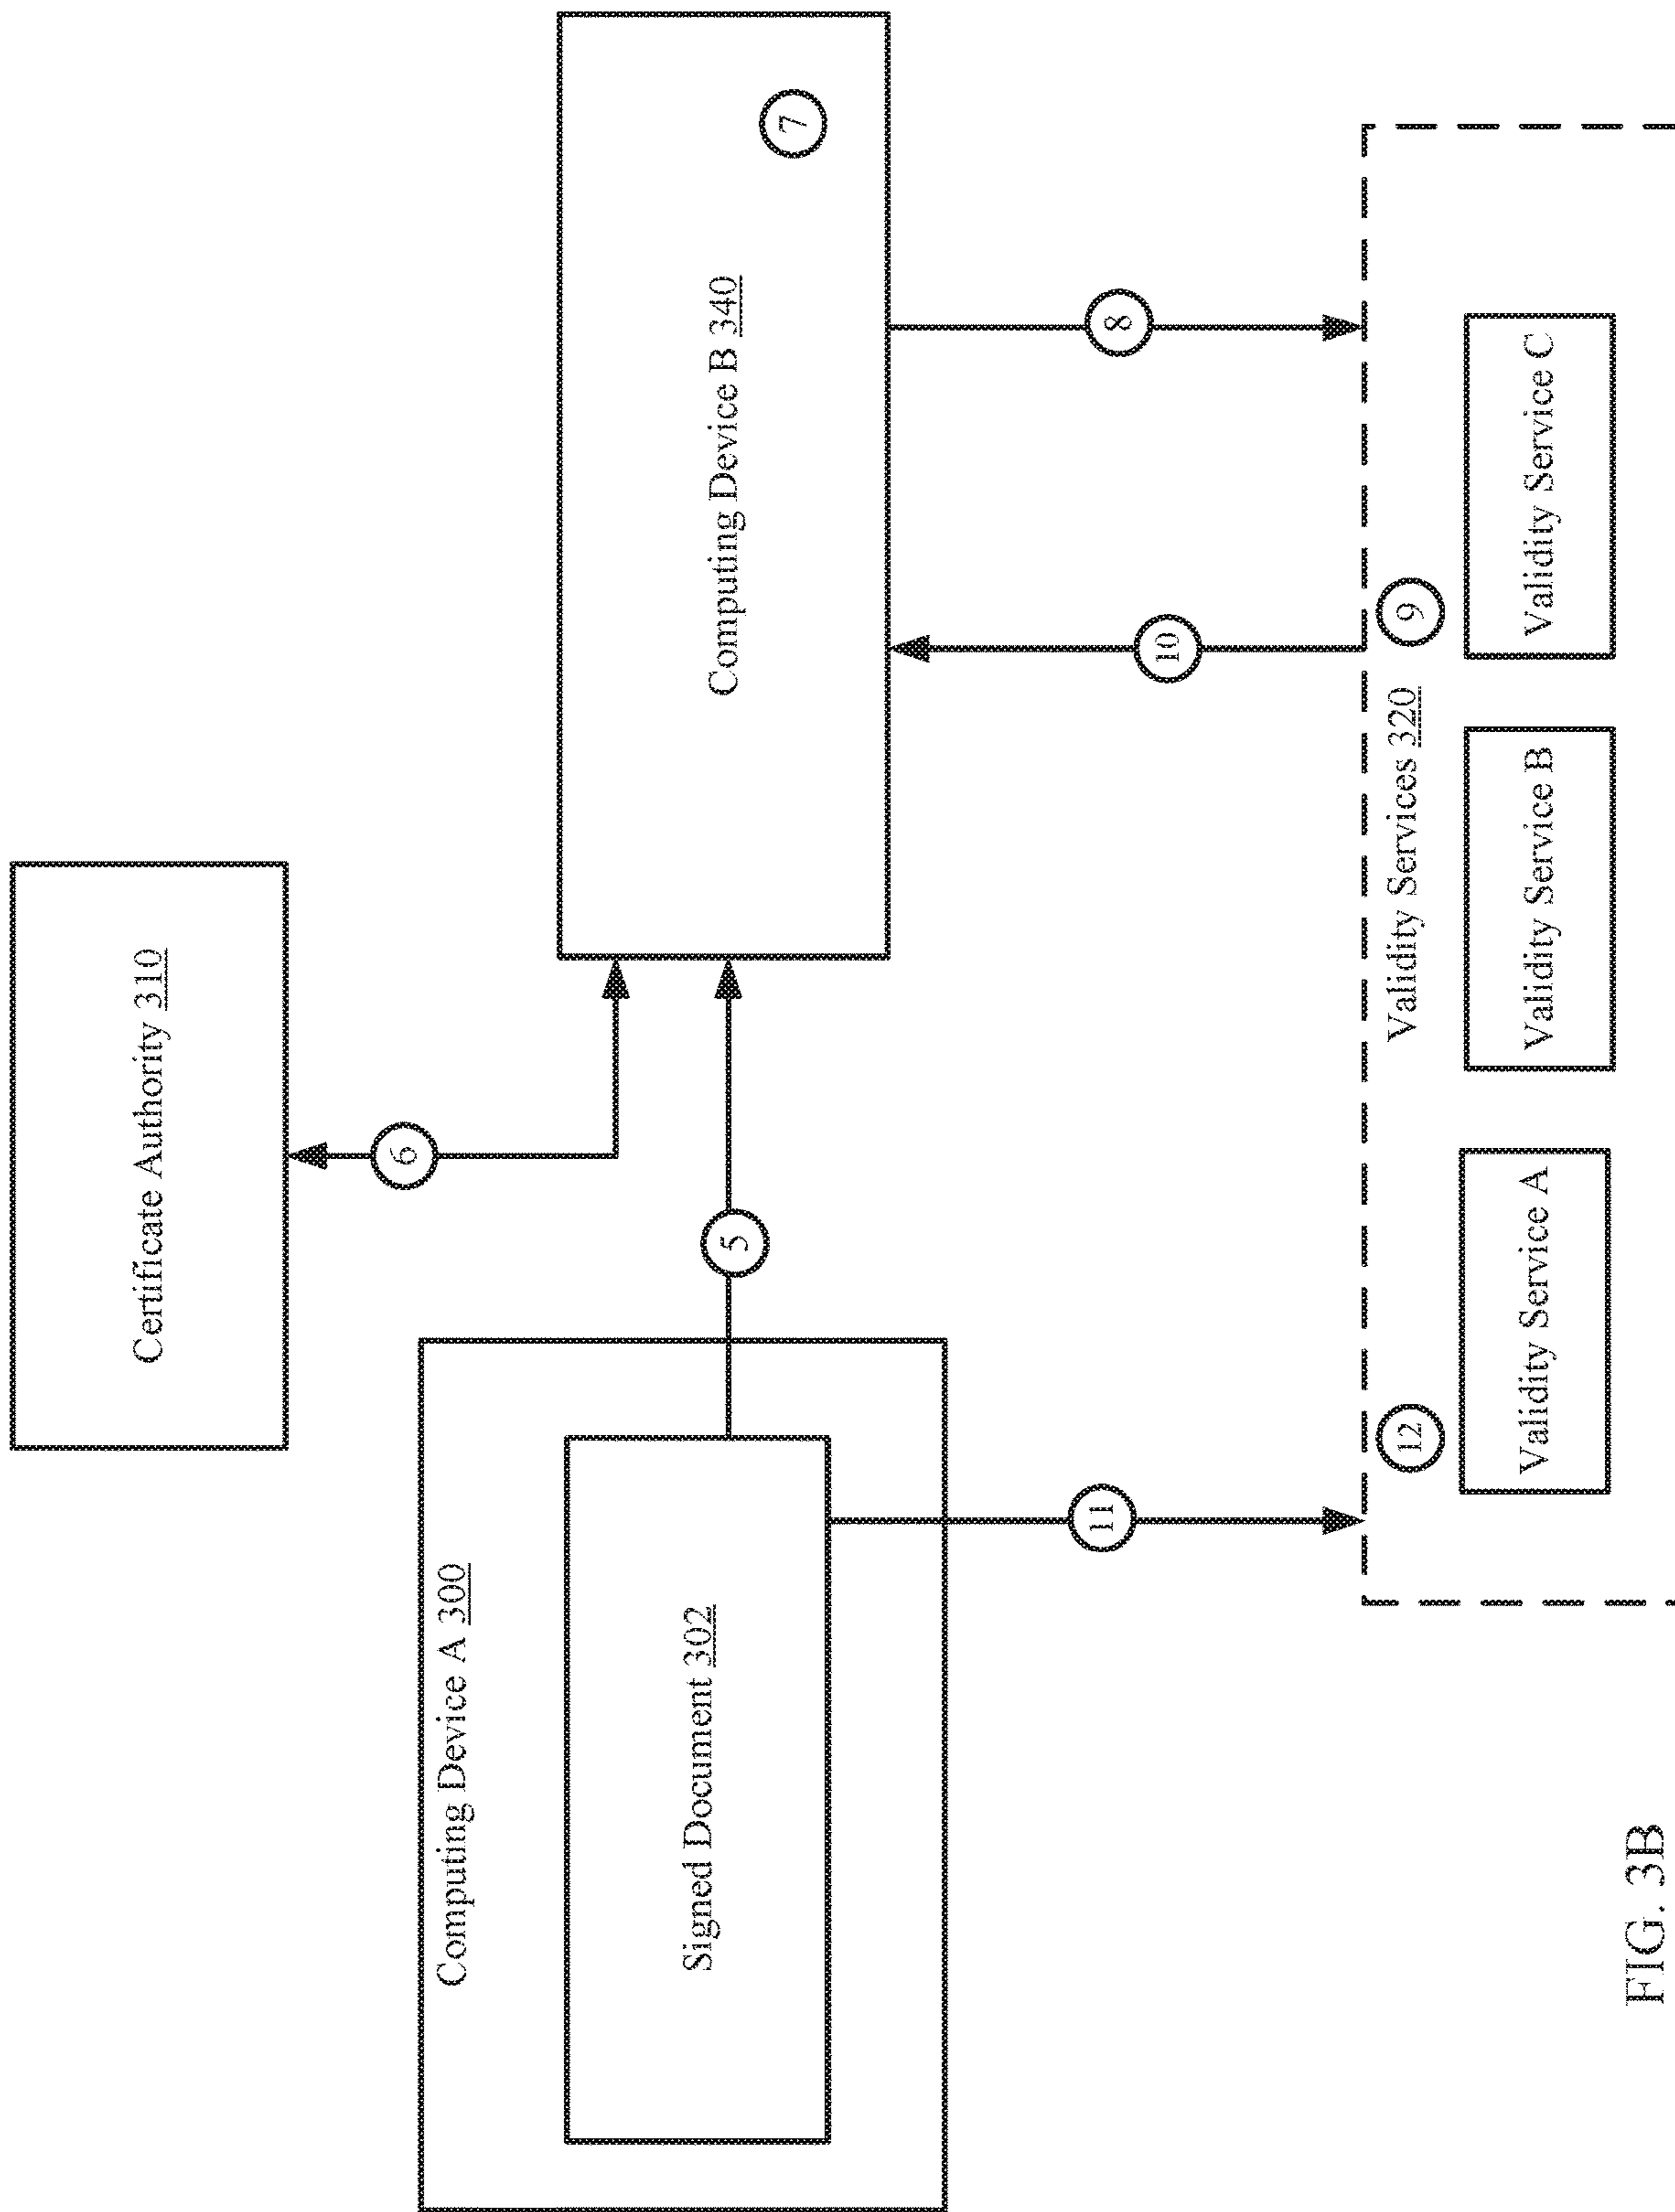 Certificate Authority 310
6
Computing Device A 300
Signed Document 302
5
Computing Device B 340
7
11
10
8
Validity Services 320
12
9
Validity Service A
Validity Service B
Validity Service C
FIG. 3B